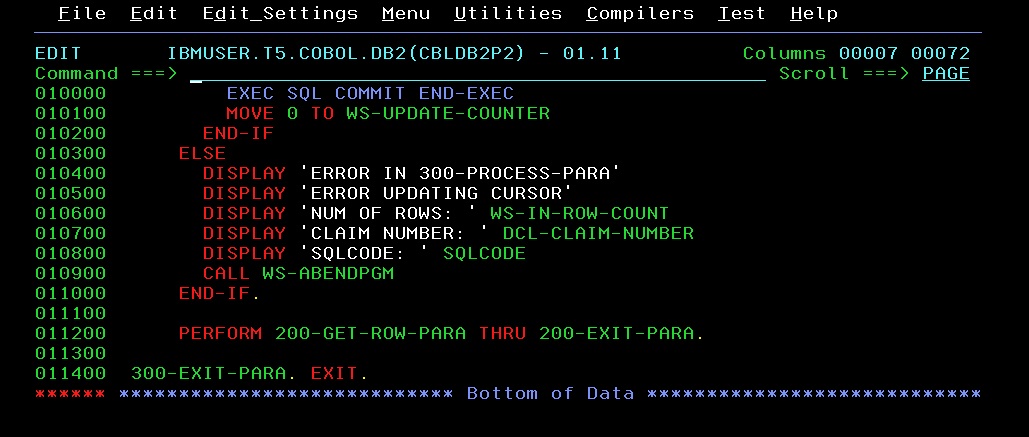 File Edit Edit_Settings Menu Utilities Compilers Test Help
EDIT IBMUSER.T5.COBOL.DB2(CBLDB2P2) - 01.11 Columns 00007 00072
Command ===> _ Scroll ===> PAGE
010000 EXEC SQL COMMIT END-EXEC
010100 MOVE 0 TO WS-UPDATE-COUNTER
010200 END-IF
010300 ELSE
010400 DISPLAY 'ERROR IN 300-PROCESS-PARA'
010500 DISPLAY 'ERROR UPDATING CURSOR'
010600 DISPLAY 'NUM OF ROWS: ' WS-IN-ROW-COUNT
010700 DISPLAY 'CLAIM NUMBER: ' DCL-CLAIM-NUMBER
010800 DISPLAY 'SQLCODE: ' SQLCODE
010900 CALL WS-ABENDPGM
011000 END-IF.
011100
011200 PERFORM 200-GET-ROW-PARA THRU 200-EXIT-PARA.
011300
011400 300-EXIT-PARA. EXIT.
****** **************************** Bottom of Data ****************************